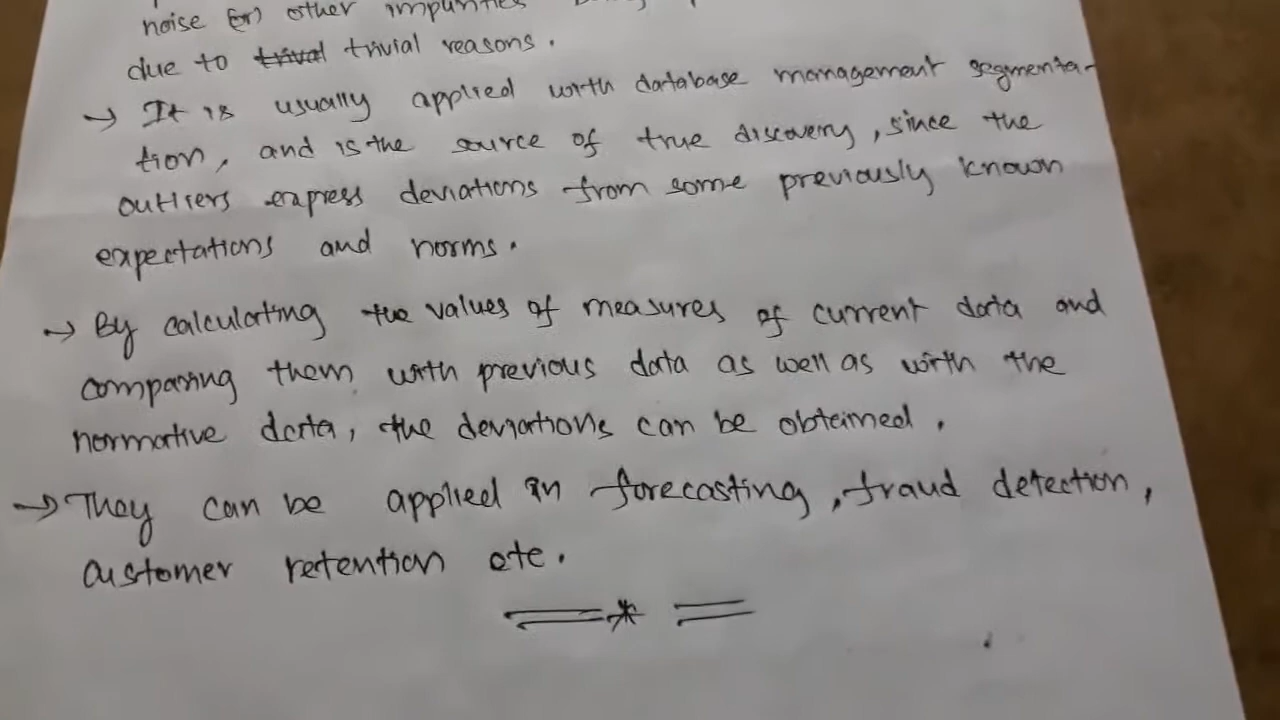 noise (or) other impurities
due to trivial trivial reasons.
→ It is usually applied with database management segmenta-
tion, and is the source of true discovery, since the
outliers express deviations from some previously known
expectations and norms.
→ By calculating the values of measures of current data and
comparing them with previous data as well as with the
normative data, the deviations can be obtained.
→ They can be applied in forecasting, fraud detection,
customer retention etc.